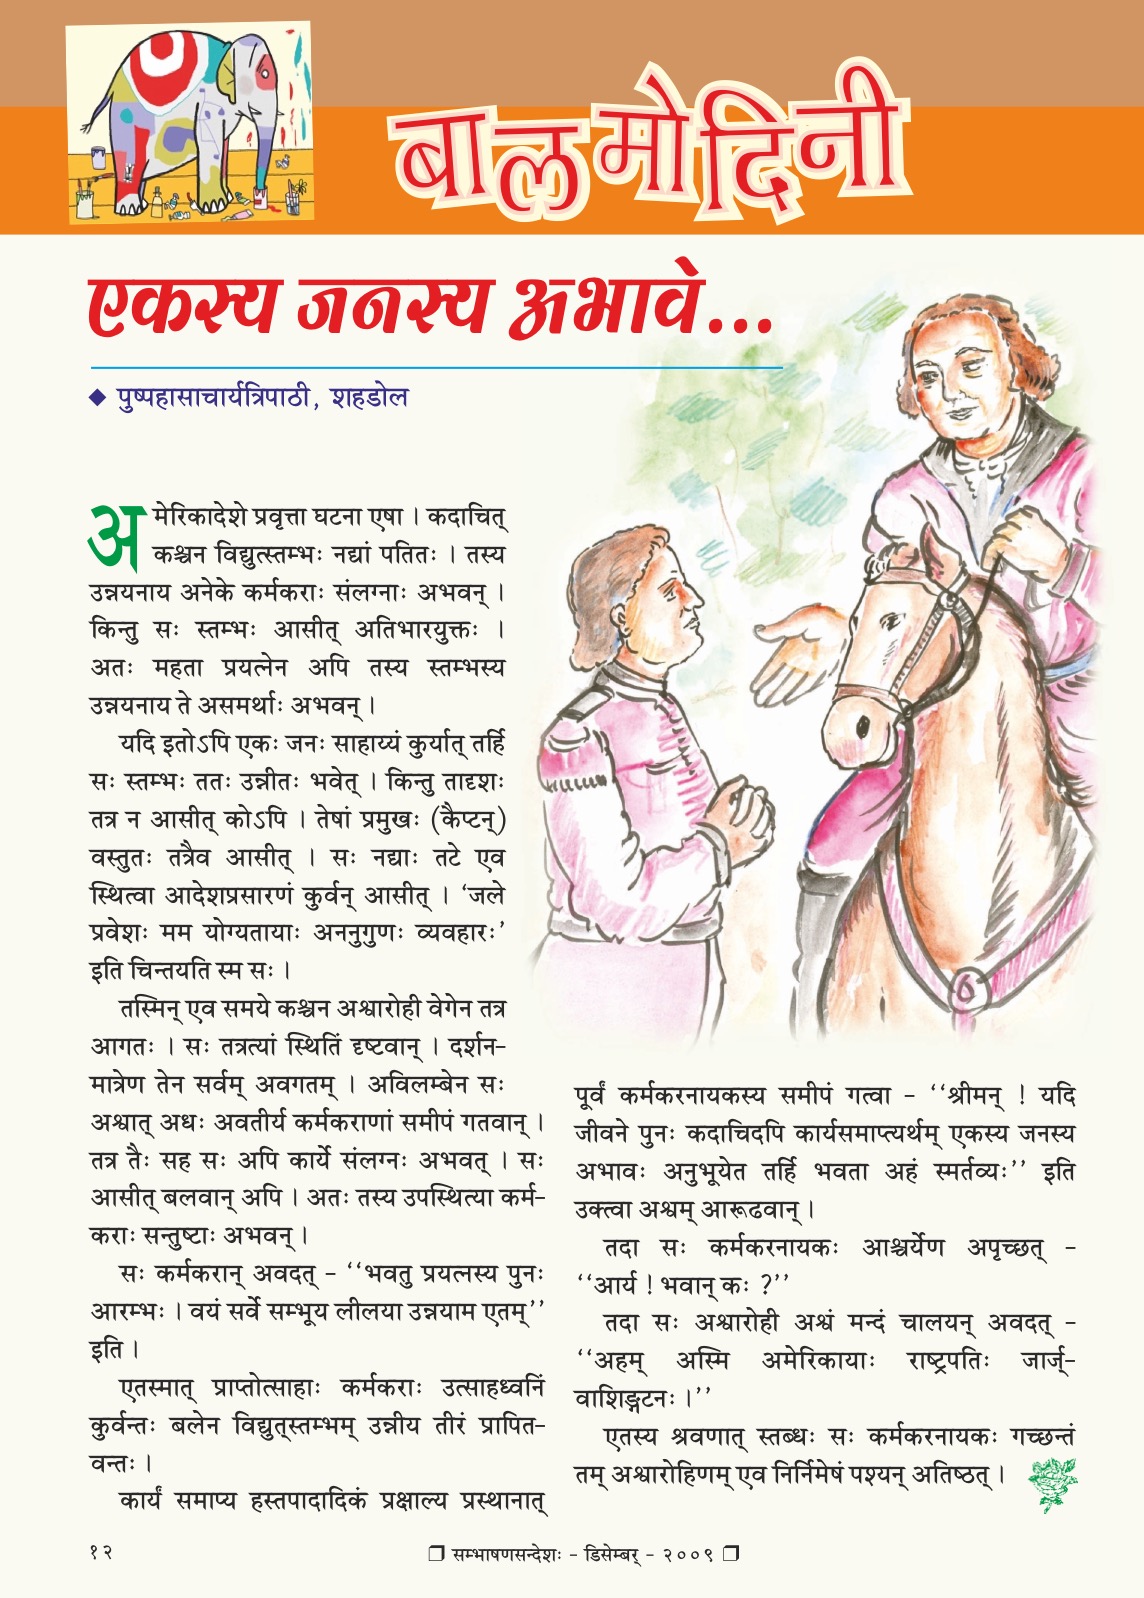 बालमोदिनी
एकस्य जनस्य अभावे...
◆ पुष्पहासाचार्यत्रिपाठी, शहडोल
अमेरिकादेशे प्रवृत्ता घटना एषा । कदाचित्
कश्चन विद्युत्स्तम्भः नद्यां पतितः । तस्य
उन्नयनाय अनेके कर्मकराः संलग्नाः अभवन् ।
किन्तु सः स्तम्भः आसीत् अतिभारयुक्तः ।
अतः महता प्रयत्नेन अपि तस्य स्तम्भस्य
उन्नयनाय ते असमर्थाः अभवन् ।
यदि इतोऽपि एकः जनः साहाय्यं कुर्यात् तर्हि
सः स्तम्भः ततः उन्नीतः भवेत् । किन्तु तादृशः
तत्र न आसीत् कोऽपि । तेषां प्रमुखः (कैप्टन्)
वस्तुतः तत्रैव आसीत् । सः नद्याः तटे एव
स्थित्वा आदेशप्रसारणं कुर्वन् आसीत् । ‘जले
प्रवेशः मम योग्यतायाः अननुगुणः व्यवहारः’
इति चिन्तयति स्म सः ।
तस्मिन् एव समये कश्चन अश्वारोही वेगेन तत्र
आगतः । सः तत्रत्यां स्थितिं दृष्टवान् । दर्शन-
मात्रेण तेन सर्वम् अवगतम् । अविलम्बेन सः
अश्वात् अधः अवतीर्य कर्मकराणां समीपं गतवान् ।
तत्र तैः सह सः अपि कार्ये संलग्नः अभवत् । सः
आसीत् बलवान् अपि । अतः तस्य उपस्थित्या कर्म-
कराः सन्तुष्टाः अभवन् ।
सः कर्मकरान् अवदत् - ‘‘भवतु प्रयत्नस्य पुनः
आरम्भः । वयं सर्वे सम्भूय लीलया उन्नयाम एतम्’’
इति ।
एतस्मात् प्राप्तोत्साहाः कर्मकराः उत्साहध्वनिं
कुर्वन्तः बलेन विद्युत्स्तम्भम् उन्नीय तीरं प्रापित-
वन्तः ।
कार्यं समाप्य हस्तपादादिकं प्रक्षाल्य प्रस्थानात्
पूर्वं कर्मकरनायकस्य समीपं गत्वा - ‘‘श्रीमन् ! यदि
जीवने पुनः कदाचिदपि कार्यसमाप्त्यर्थम् एकस्य जनस्य
अभावः अनुभूयेत तर्हि भवता अहं स्मर्तव्यः’’ इति
उक्त्वा अश्वम् आरूढवान् ।
तदा सः कर्मकरनायकः आश्चर्येण अपृच्छत् -
‘‘आर्य ! भवान् कः ?’’
तदा सः अश्वारोही अश्वं मन्दं चालयन् अवदत् -
‘‘अहम् अस्मि अमेरिकायाः राष्ट्रपतिः जार्ज्-
वाशिङ्गटनः ।’’
एतस्य श्रवणात् स्तब्धः सः कर्मकरनायकः गच्छन्तं
तम् अश्वारोहिणम् एव निर्निमेषं पश्यन् अतिष्ठत् ।
१२
❐ सम्भाषणसन्देशः - डिसेम्बर् - २००९ ❐